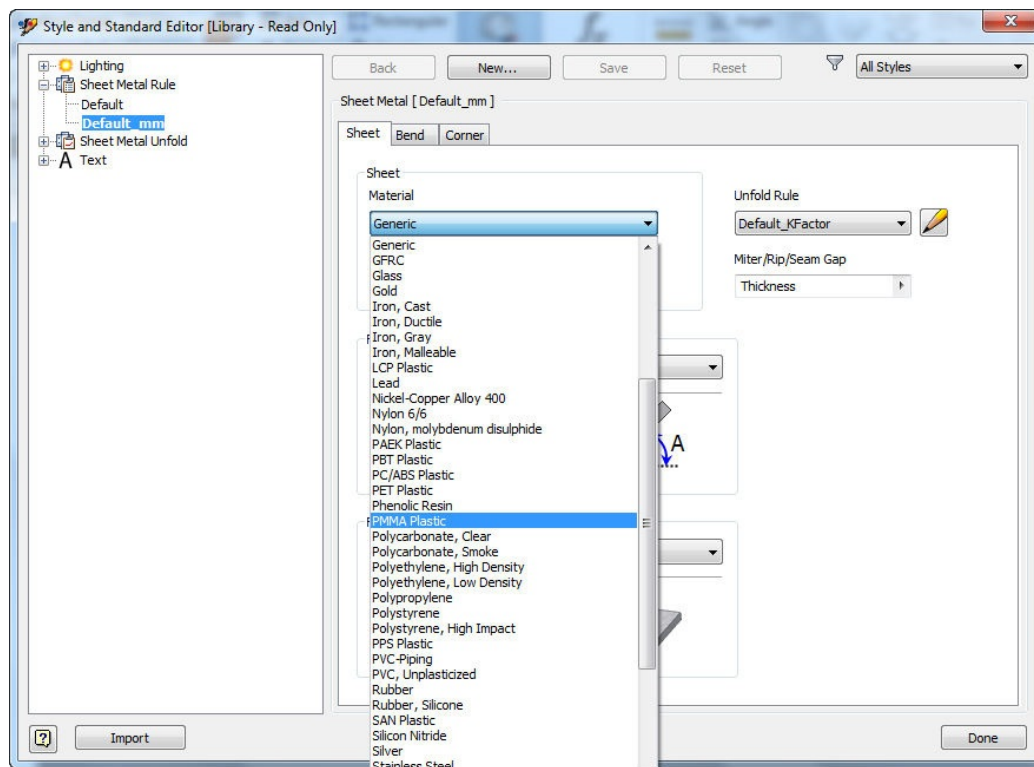 Style and Standard Editor [Library - Read Only]
Lighting
Sheet Metal Rule
Default
Default_mm
Sheet Metal Unfold
A Text
Back
New...
Save
Reset
All Styles
Sheet Metal [ Default_mm ]
Sheet
Bend
Corner
Sheet
Material
Generic
Unfold Rule
Default_KFactor
Miter/Rip/Seam Gap
Thickness
Generic
GFRC
Glass
Gold
Iron, Cast
Iron, Ductile
Iron, Gray
Iron, Malleable
LCP Plastic
Lead
Nickel-Copper Alloy 400
Nylon 6/6
Nylon, molybdenum disulphide
PAEK Plastic
PBT Plastic
PC/ABS Plastic
PET Plastic
Phenolic Resin
PMMA Plastic
Polycarbonate, Clear
Polycarbonate, Smoke
Polyethylene, High Density
Polyethylene, Low Density
Polypropylene
Polystyrene
Polystyrene, High Impact
PPS Plastic
PVC-Piping
PVC, Unplasticized
Rubber
Rubber, Silicone
SAN Plastic
Silicon Nitride
Silver
Stainless Steel
A
Import
Done